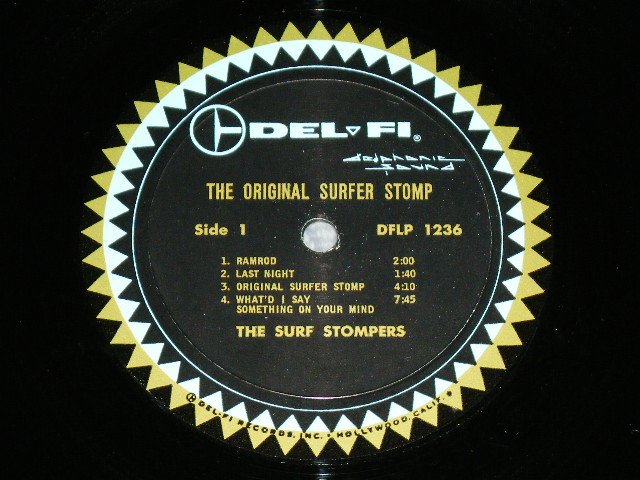 DEL-FI®
delphonic
sound
THE ORIGINAL SURFER STOMP
Side 1
DFLP 1236
1. RAMROD 2:00
2. LAST NIGHT 1:40
3. ORIGINAL SURFER STOMP 4:10
4. WHAT'D I SAY 7:45
SOMETHING ON YOUR MIND
THE SURF STOMPERS
DEL-FI RECORDS, INC. • HOLLYWOOD, CALIF.